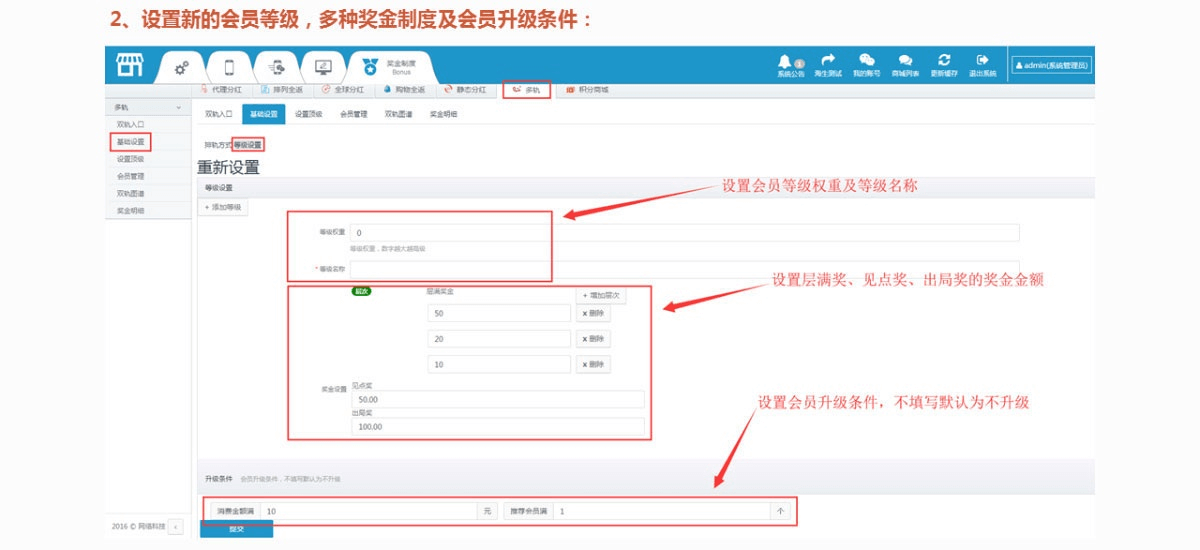 2、设置新的会员等级，多种奖金制度及会员升级条件：
奖金制度
Bonus
1
系统公告 淘生测试 我的账号 商城列表 更新缓存 退出系统
admin(系统管理员)
代理分红 排列全返 全球分红 购物全返 静态分红 多轨 积分商城
多轨
双轨入口
基础设置
设置顶级
会员管理
双轨图谱
奖金明细
双轨入口 基础设置 设置顶级 会员管理 双轨图谱 奖金明细
排轨方式 等级设置
重新设置
等级设置
+ 添加等级
设置会员等级权重及等级名称
等级权重 0
等级权重，数字越大越高级
* 等级名称
设置层满奖、见点奖、出局奖的奖金金额
层次 层满奖金 + 增加层次
50 x 删除
20 x 删除
10 x 删除
奖金设置 见点奖
50.00
出局奖
100.00
设置会员升级条件，不填写默认为不升级
升级条件 会员升级条件，不填写默认为不升级
消费金额满 10 元 推荐会员满 1 个
提交
2016 © 网络科技 ‹